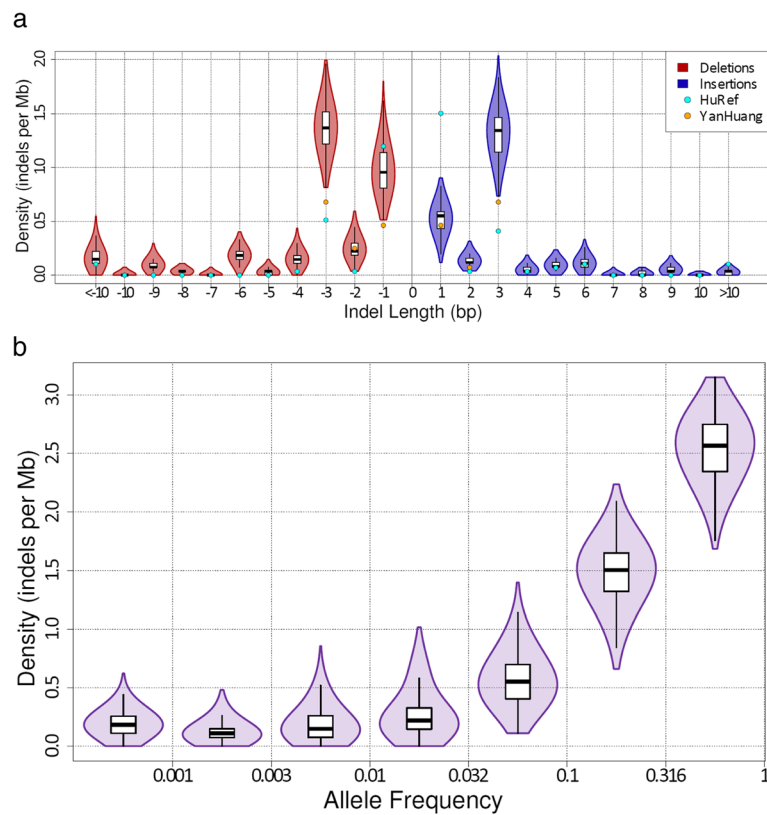 a
Density (indels per Mb)
2.0
1.5
1.0
0.5
0.0
Deletions
Insertions
HuRef
YanHuang
<-10 -10 -9 -8 -7 -6 -5 -4 -3 -2 -1 0 1 2 3 4 5 6 7 8 9 10 >10
Indel Length (bp)
b
Density (indels per Mb)
3.0
2.5
2.0
1.5
1.0
0.5
0.0
0.001 0.003 0.01 0.032 0.1 0.316 1
Allele Frequency